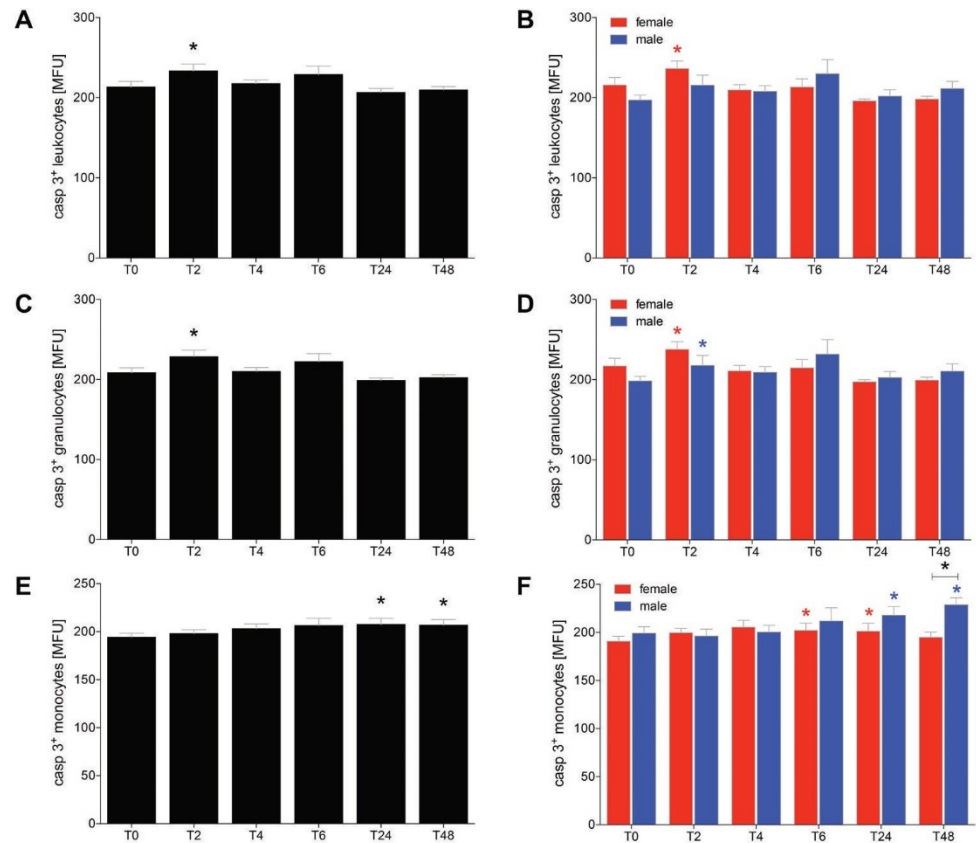 A
casp 3⁺ leukocytes [MFU]
300
200
100
0
*
T0 T2 T4 T6 T24 T48
B
casp 3⁺ leukocytes [MFU]
300
200
100
0
female
male
*
T0 T2 T4 T6 T24 T48
C
casp 3⁺ granulocytes [MFU]
300
200
100
0
*
T0 T2 T4 T6 T24 T48
D
casp 3⁺ granulocytes [MFU]
300
200
100
0
female
male
* *
T0 T2 T4 T6 T24 T48
E
casp 3⁺ monocytes [MFU]
250
200
150
100
50
0
* *
T0 T2 T4 T6 T24 T48
F
casp 3⁺ monocytes [MFU]
250
200
150
100
50
0
female
male
*
* * * *
T0 T2 T4 T6 T24 T48